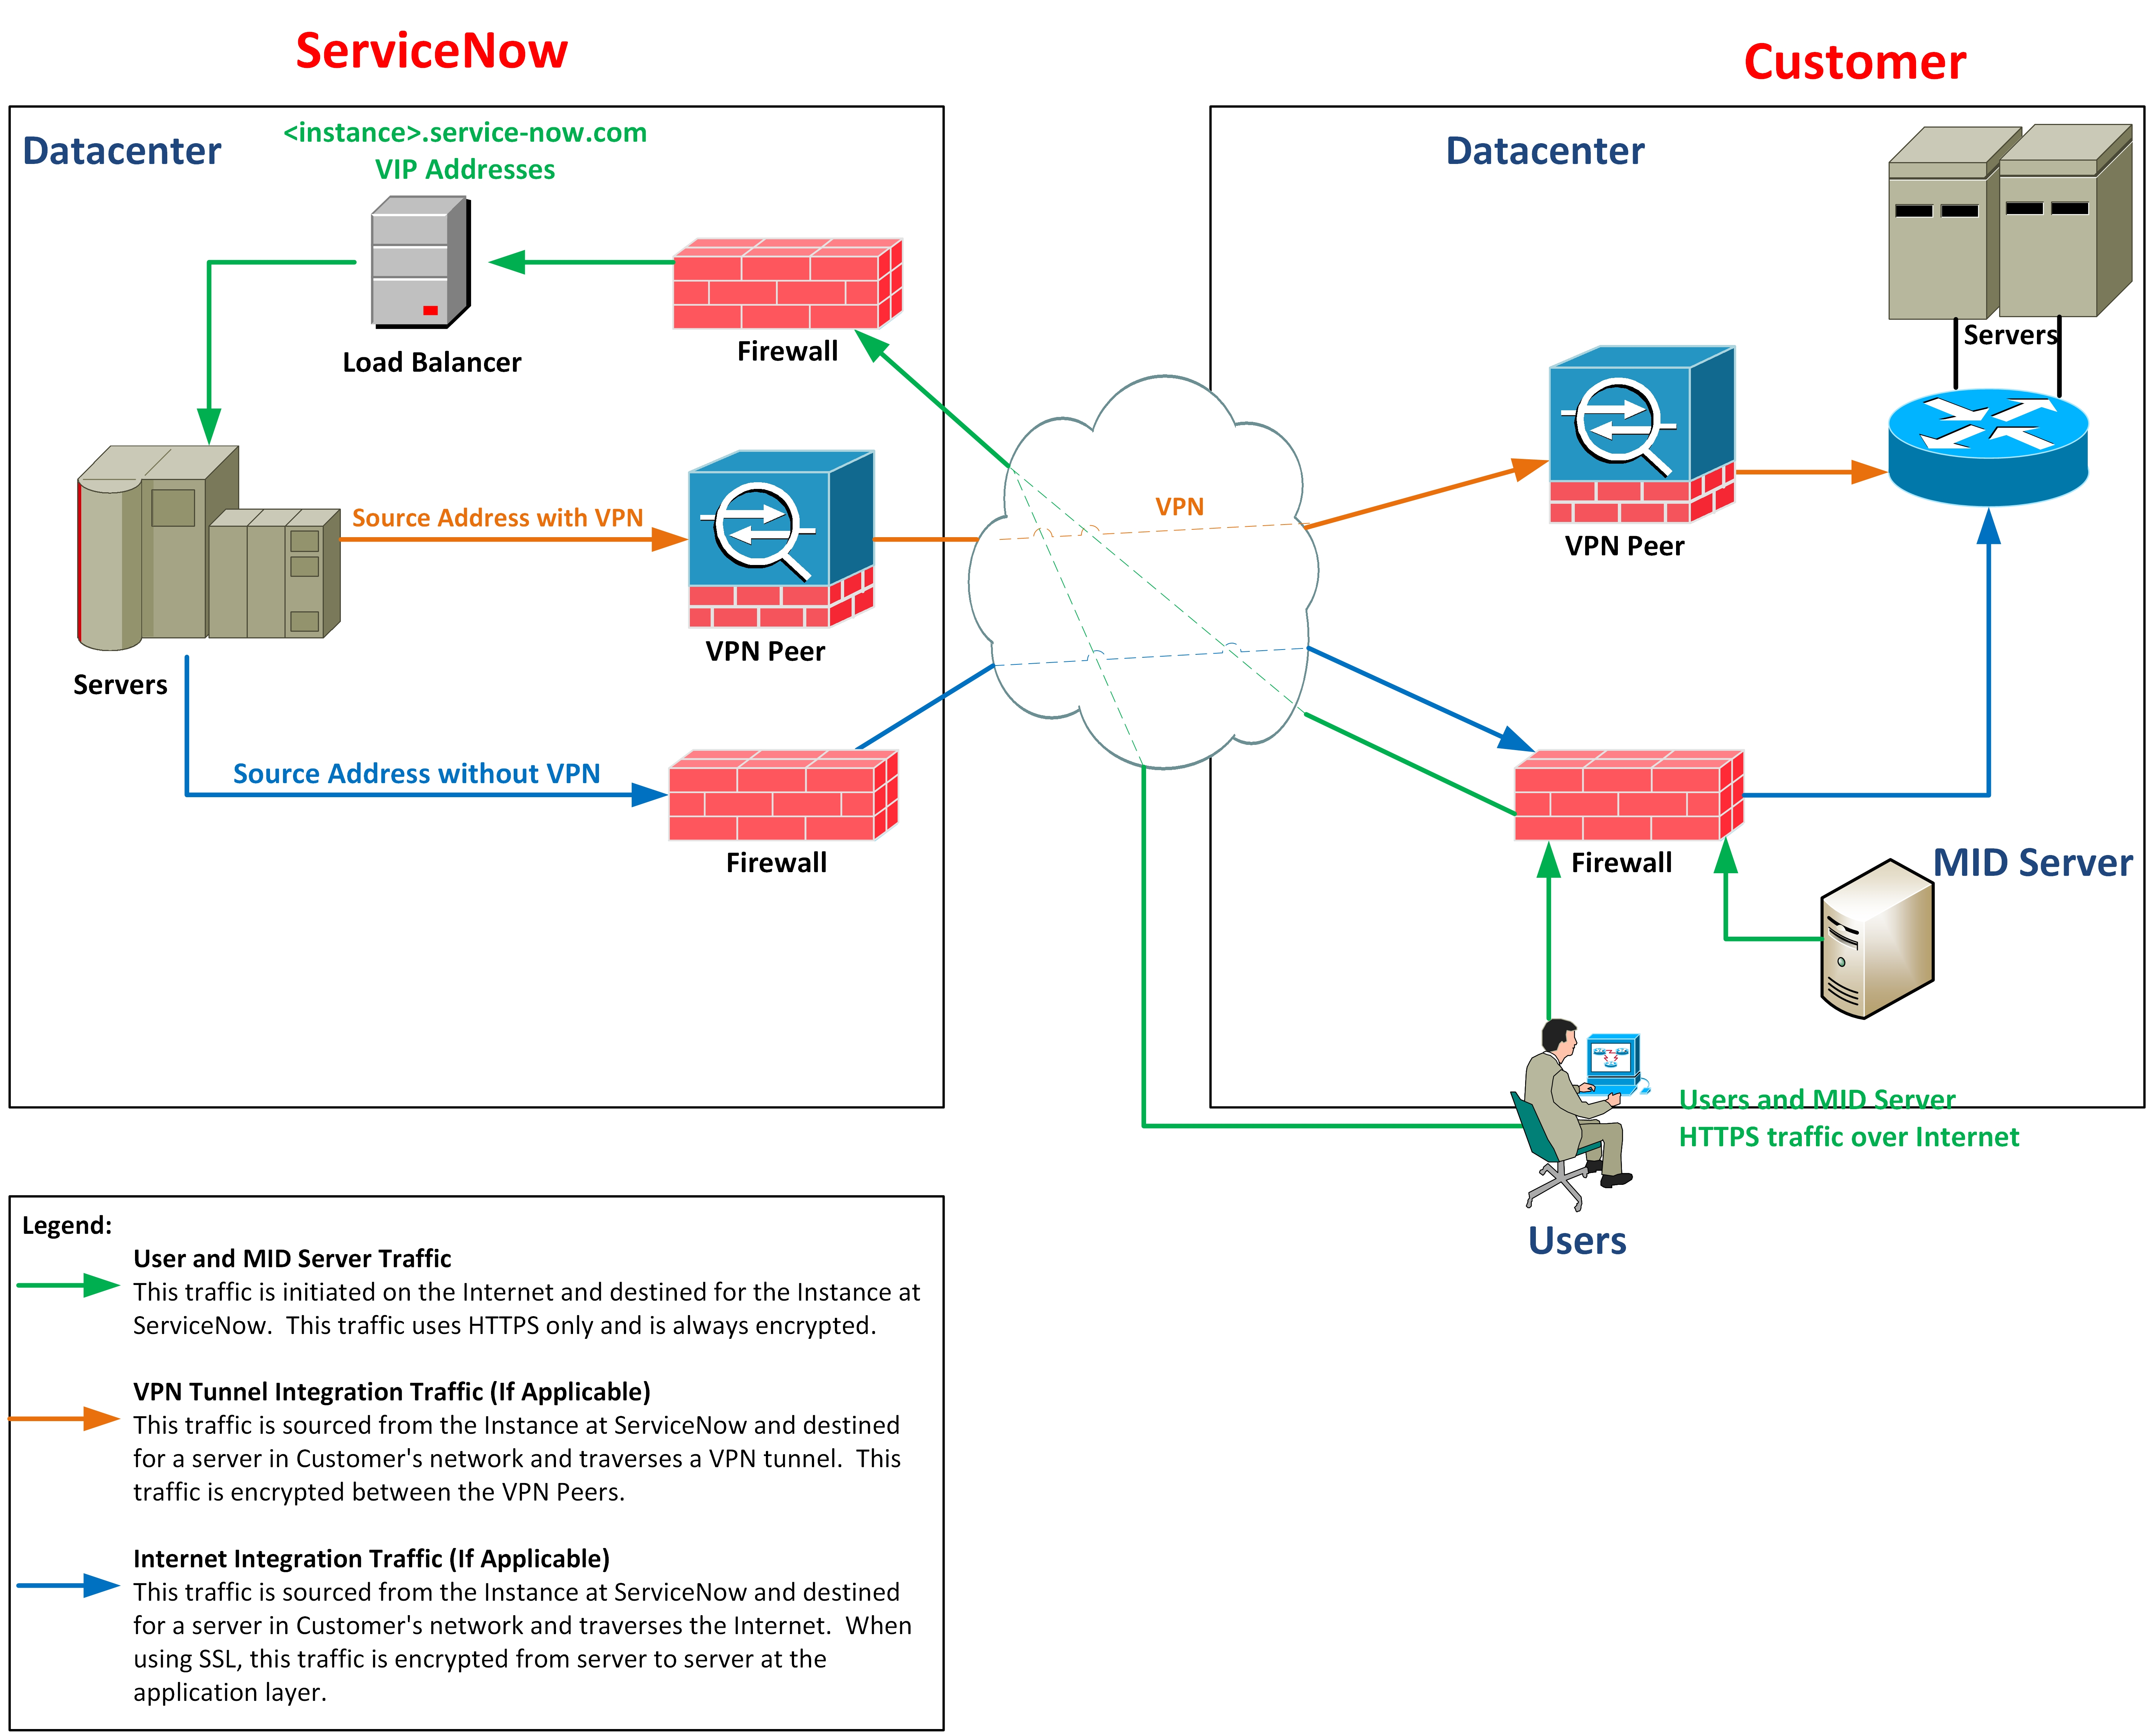 ServiceNow
Customer
Datacenter
<instance>.service-now.com
VIP Addresses
Datacenter
Load Balancer
Firewall
Servers
Source Address with VPN
VPN
VPN Peer
VPN Peer
Servers
Source Address without VPN
Firewall
Firewall
MID Server
Users and MID Server
HTTPS traffic over Internet
Users
Legend:
User and MID Server Traffic
This traffic is initiated on the Internet and destined for the Instance at
ServiceNow.  This traffic uses HTTPS only and is always encrypted.
VPN Tunnel Integration Traffic (If Applicable)
This traffic is sourced from the Instance at ServiceNow and destined
for a server in Customer's network and traverses a VPN tunnel.  This
traffic is encrypted between the VPN Peers.
Internet Integration Traffic (If Applicable)
This traffic is sourced from the Instance at ServiceNow and destined
for a server in Customer's network and traverses the Internet.  When
using SSL, this traffic is encrypted from server to server at the
application layer.